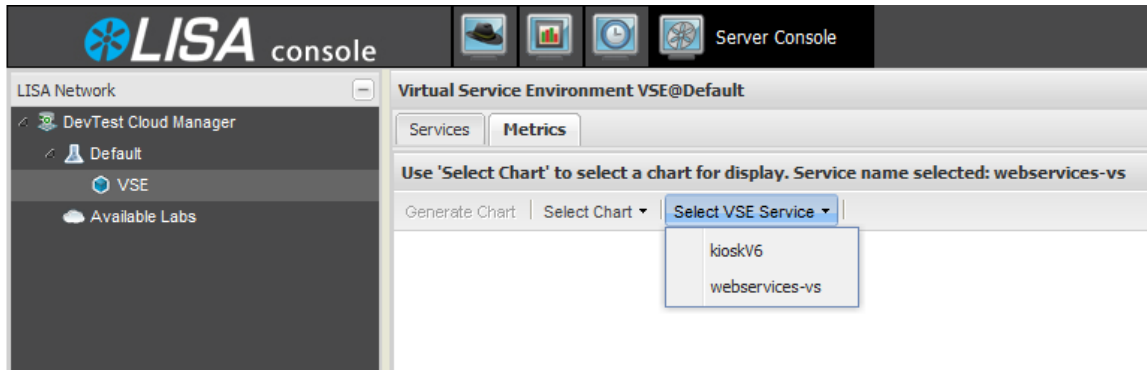 LISA console
Server Console
LISA Network
DevTest Cloud Manager
Default
VSE
Available Labs
Virtual Service Environment VSE@Default
Services
Metrics
Use 'Select Chart' to select a chart for display. Service name selected: webservices-vs
Generate Chart
Select Chart
Select VSE Service
kioskV6
webservices-vs